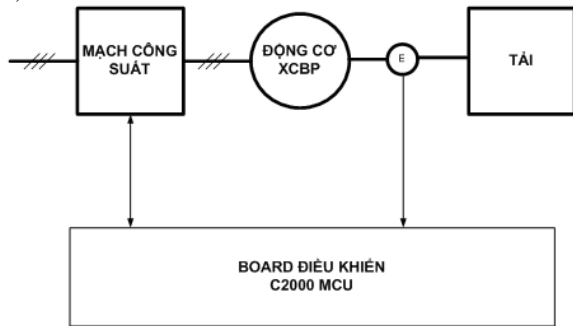 MẠCH CÔNG
SUẤT
ĐỘNG CƠ
XCBP
E
TẢI
BOARD ĐIỀU KHIỂN
C2000 MCU